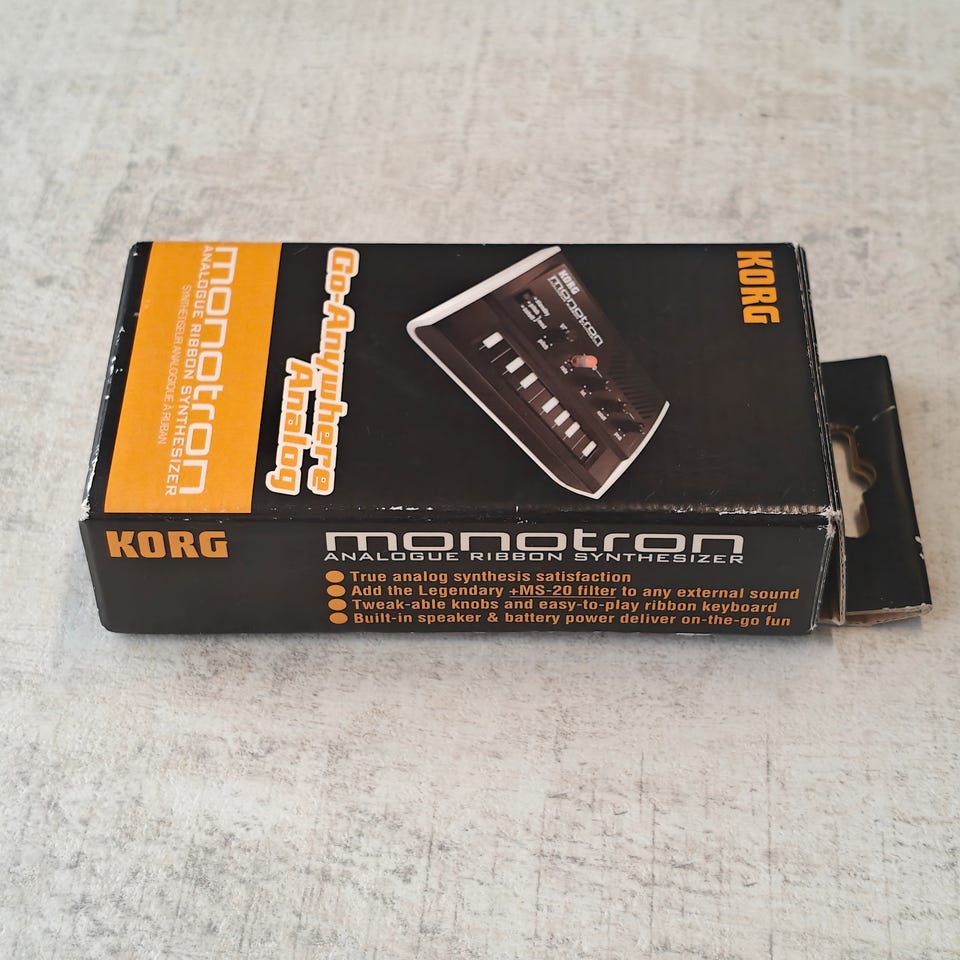 KORG
Go-Anywhere
Analog
KORG
monotron
monotron
ANALOGUE RIBBON SYNTHESIZER
SYNTHÉTISEUR ANALOGIQUE À RUBAN
KORG
monotron
ANALOGUE RIBBON SYNTHESIZER
True analog synthesis satisfaction
Add the Legendary +MS-20 filter to any external sound
Tweak-able knobs and easy-to-play ribbon keyboard
Built-in speaker & battery power deliver on-the-go fun